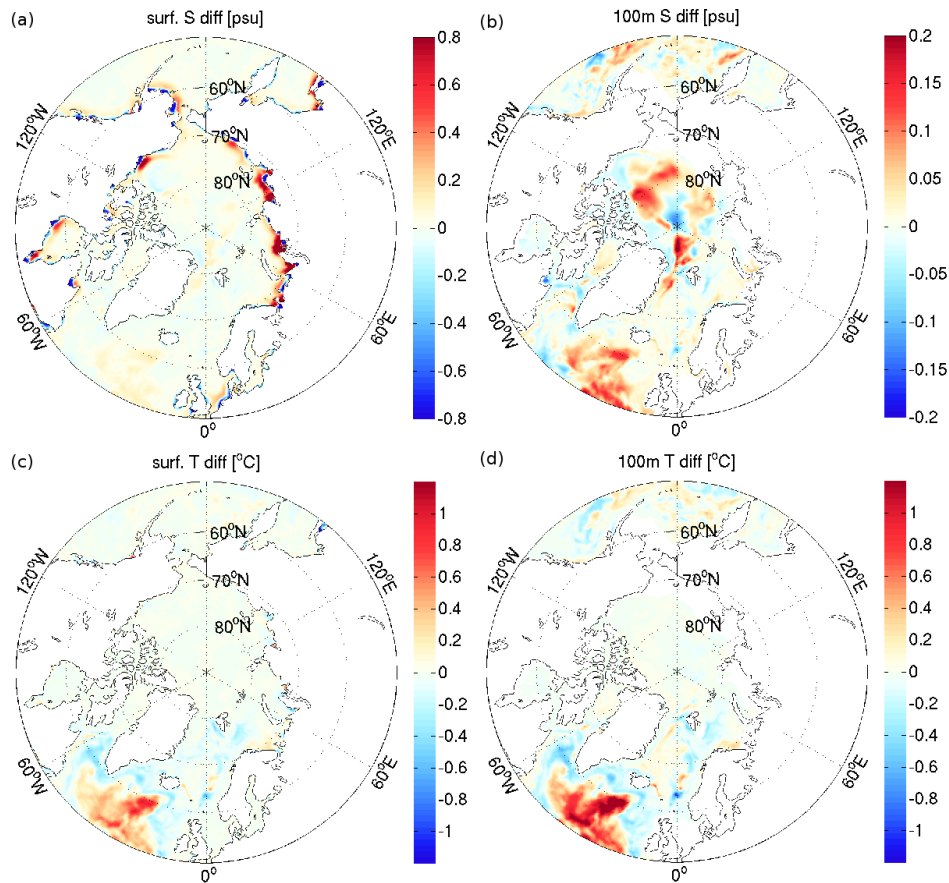 (a)
surf. S diff [psu]
60°N
70°N
80°N
120°W
120°E
60°W
60°E
0°
0.8
0.6
0.4
0.2
0
-0.2
-0.4
-0.6
-0.8
(b)
100m S diff [psu]
60°N
70°N
80°N
120°W
120°E
60°W
60°E
0°
0.2
0.15
0.1
0.05
0
-0.05
-0.1
-0.15
-0.2
(c)
surf. T diff [°C]
60°N
70°N
80°N
120°W
120°E
60°W
60°E
0°
1
0.8
0.6
0.4
0.2
0
-0.2
-0.4
-0.6
-0.8
-1
(d)
100m T diff [°C]
60°N
70°N
80°N
120°W
120°E
60°W
60°E
0°
1
0.8
0.6
0.4
0.2
0
-0.2
-0.4
-0.6
-0.8
-1